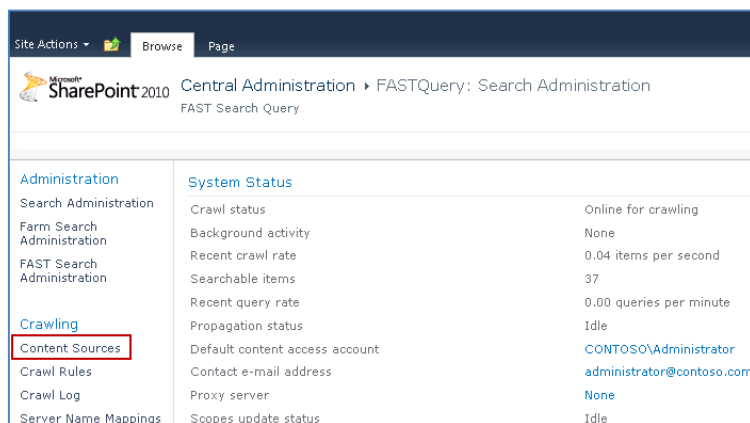 Site Actions Browse Page
Microsoft SharePoint 2010
Central Administration FASTQuery: Search Administration
FAST Search Query
Administration
Search Administration
Farm Search
Administration
FAST Search
Administration
Crawling
Content Sources
Crawl Rules
Crawl Log
Server Name Mappings
System Status
Crawl status Online for crawling
Background activity None
Recent crawl rate 0.04 items per second
Searchable items 37
Recent query rate 0.00 queries per minute
Propagation status Idle
Default content access account CONTOSO\Administrator
Contact e-mail address administrator@contoso.com
Proxy server None
Scopes update status Idle